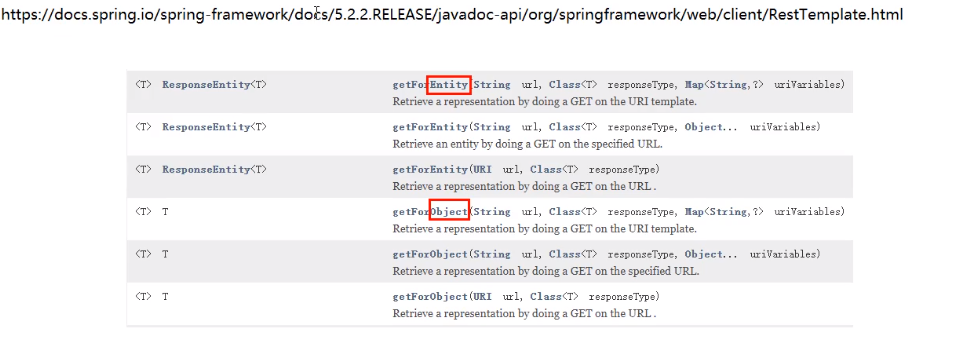 https://docs.spring.io/spring-framework/docs/5.2.2.RELEASE/javadoc-api/org/springframework/web/client/RestTemplate.html
<T> ResponseEntity<T> getForEntity(String url, Class<T> responseType, Map<String,?> uriVariables)
Retrieve a representation by doing a GET on the URI template.
<T> ResponseEntity<T> getForEntity(String url, Class<T> responseType, Object... uriVariables)
Retrieve an entity by doing a GET on the specified URL.
<T> ResponseEntity<T> getForEntity(URI url, Class<T> responseType)
Retrieve a representation by doing a GET on the URL .
<T> T getForObject(String url, Class<T> responseType, Map<String,?> uriVariables)
Retrieve a representation by doing a GET on the URI template.
<T> T getForObject(String url, Class<T> responseType, Object... uriVariables)
Retrieve a representation by doing a GET on the specified URL.
<T> T getForObject(URI url, Class<T> responseType)
Retrieve a representation by doing a GET on the URL .